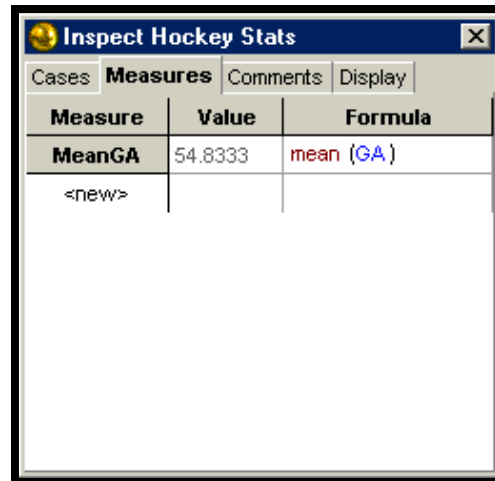 Inspect Hockey Stats
Cases Measures Comments Display
Measure Value Formula
MeanGA 54.8333 mean (GA)
<new>